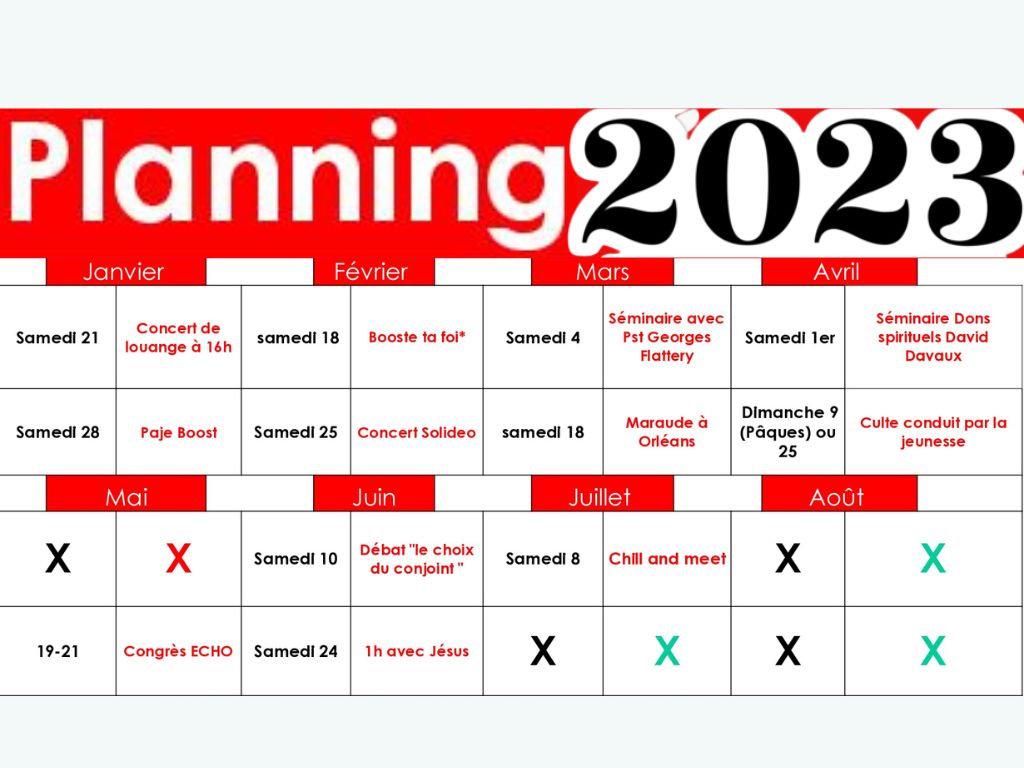 Planning 2023
Janvier
Février
Mars
Avril
Samedi 21
Concert de
louange à 16h
samedi 18
Booste ta foi*
Samedi 4
Séminaire avec
Pst Georges
Flattery
Samedi 1er
Séminaire Dons
spirituels David
Davaux
Samedi 28
Paje Boost
Samedi 25
Concert Solideo
samedi 18
Maraude à
Orléans
Dimanche 9
(Pâques) ou
25
Culte conduit par la
jeunesse
Mai
Juin
Juillet
Août
X
X
Samedi 10
Débat "le choix
du conjoint "
Samedi 8
Chill and meet
X
X
19-21
Congrès ECHO
Samedi 24
1h avec Jésus
X
X
X
X